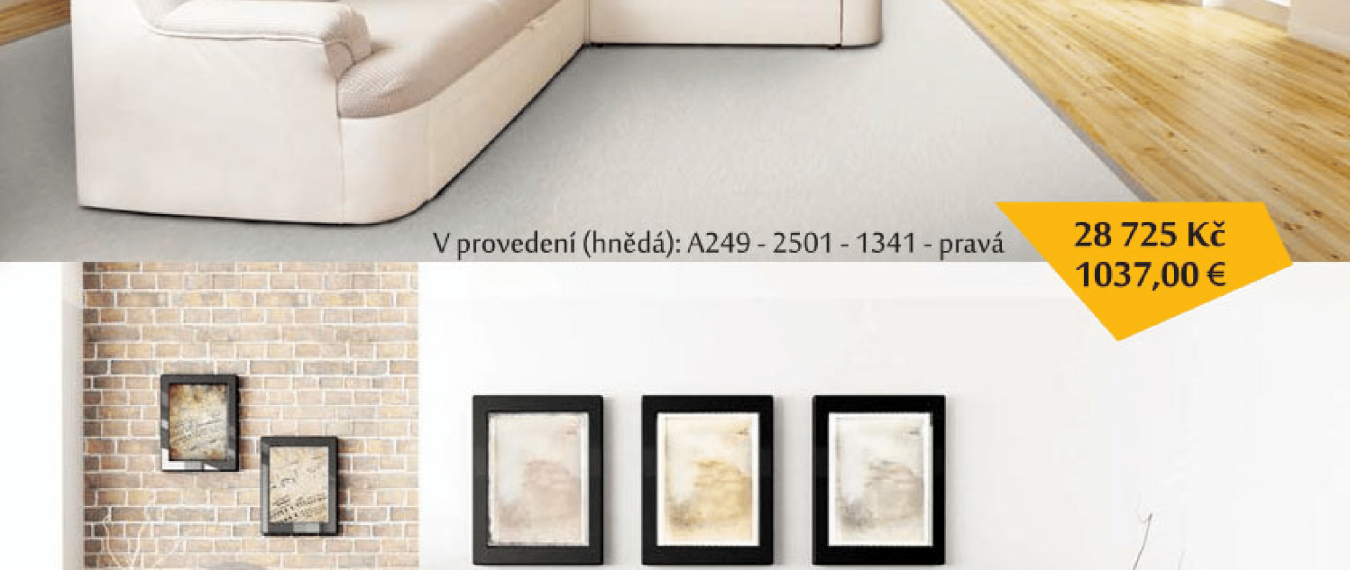 V provedení (hnědá): A249 - 2501 - 1341 - pravá
28 725 Kč
1037,00 €